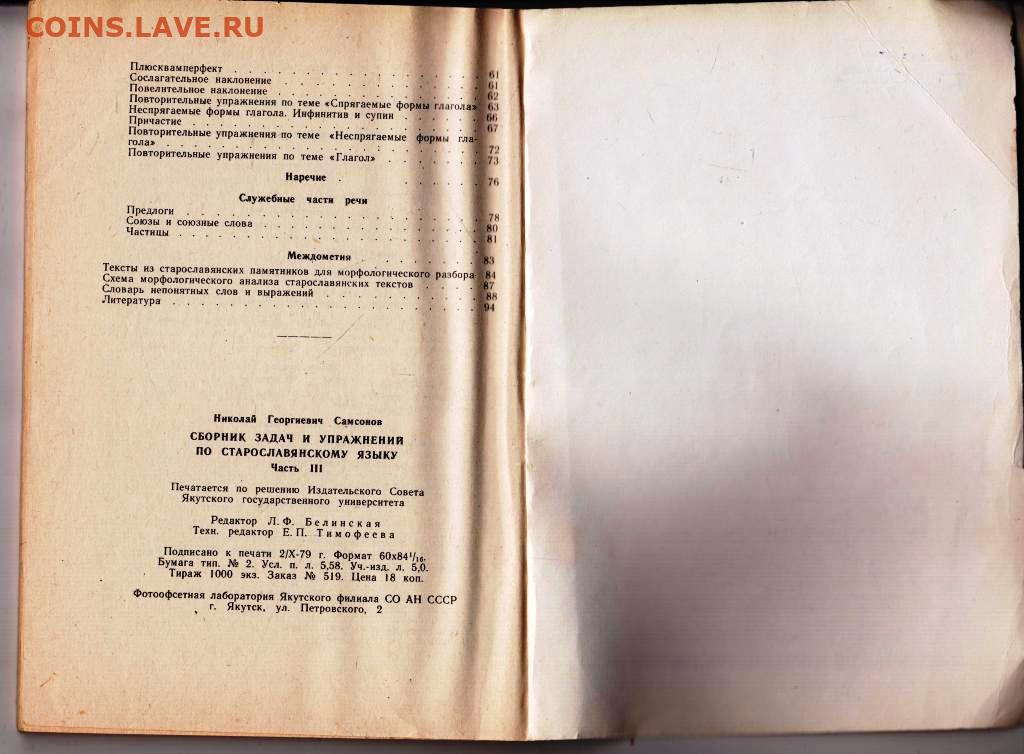 COINS.LAVE.RU
Плюсквамперфект . . . . . . . . . . 61
Сослагательное наклонение . . . . . . . . 61
Повелительное наклонение . . . . . . . . 62
Повторительные упражнения по теме «Спрягаемые формы глагола» 63
Неспрягаемые формы глагола. Инфинитив и супин . . . . 66
Причастие . . . . . . . . . . . . 67
Повторительные упражнения по теме «Неспрягаемые формы гла-
гола» . . . . . . . . . . . . . 72
Повторительные упражнения по теме «Глагол» . . . . . 73
Наречие . . . . . . 76
Служебные части речи
Предлоги . . . . . . . . . . . . 78
Союзы и союзные слова . . . . . . . . . 80
Частицы . . . . . . . . . . . . 81
Междометия . . . . . . 83
Тексты из старославянских памятников для морфологического разбора 84
Схема морфологического анализа старославянских текстов . . . 87
Словарь непонятных слов и выражений . . . . . . . 88
Литература . . . . . . . . . . . . 94
Николай Георгиевич Самсонов
СБОРНИК ЗАДАЧ И УПРАЖНЕНИЙ
ПО СТАРОСЛАВЯНСКОМУ ЯЗЫКУ
Часть III
Печатается по решению Издательского Совета
Якутского государственного университета
Редактор Л. Ф. Белинская
Техн. редактор Е. П. Тимофеева
Подписано к печати 2/X-79 г. Формат 60x84¹/₁₆.
Бумага тип. № 2. Усл. п. л. 5,58. Уч.-изд. л. 5,0.
Тираж 1000 экз. Заказ № 519. Цена 18 коп.
Фотоофсетная лаборатория Якутского филиала СО АН СССР
г. Якутск, ул. Петровского, 2